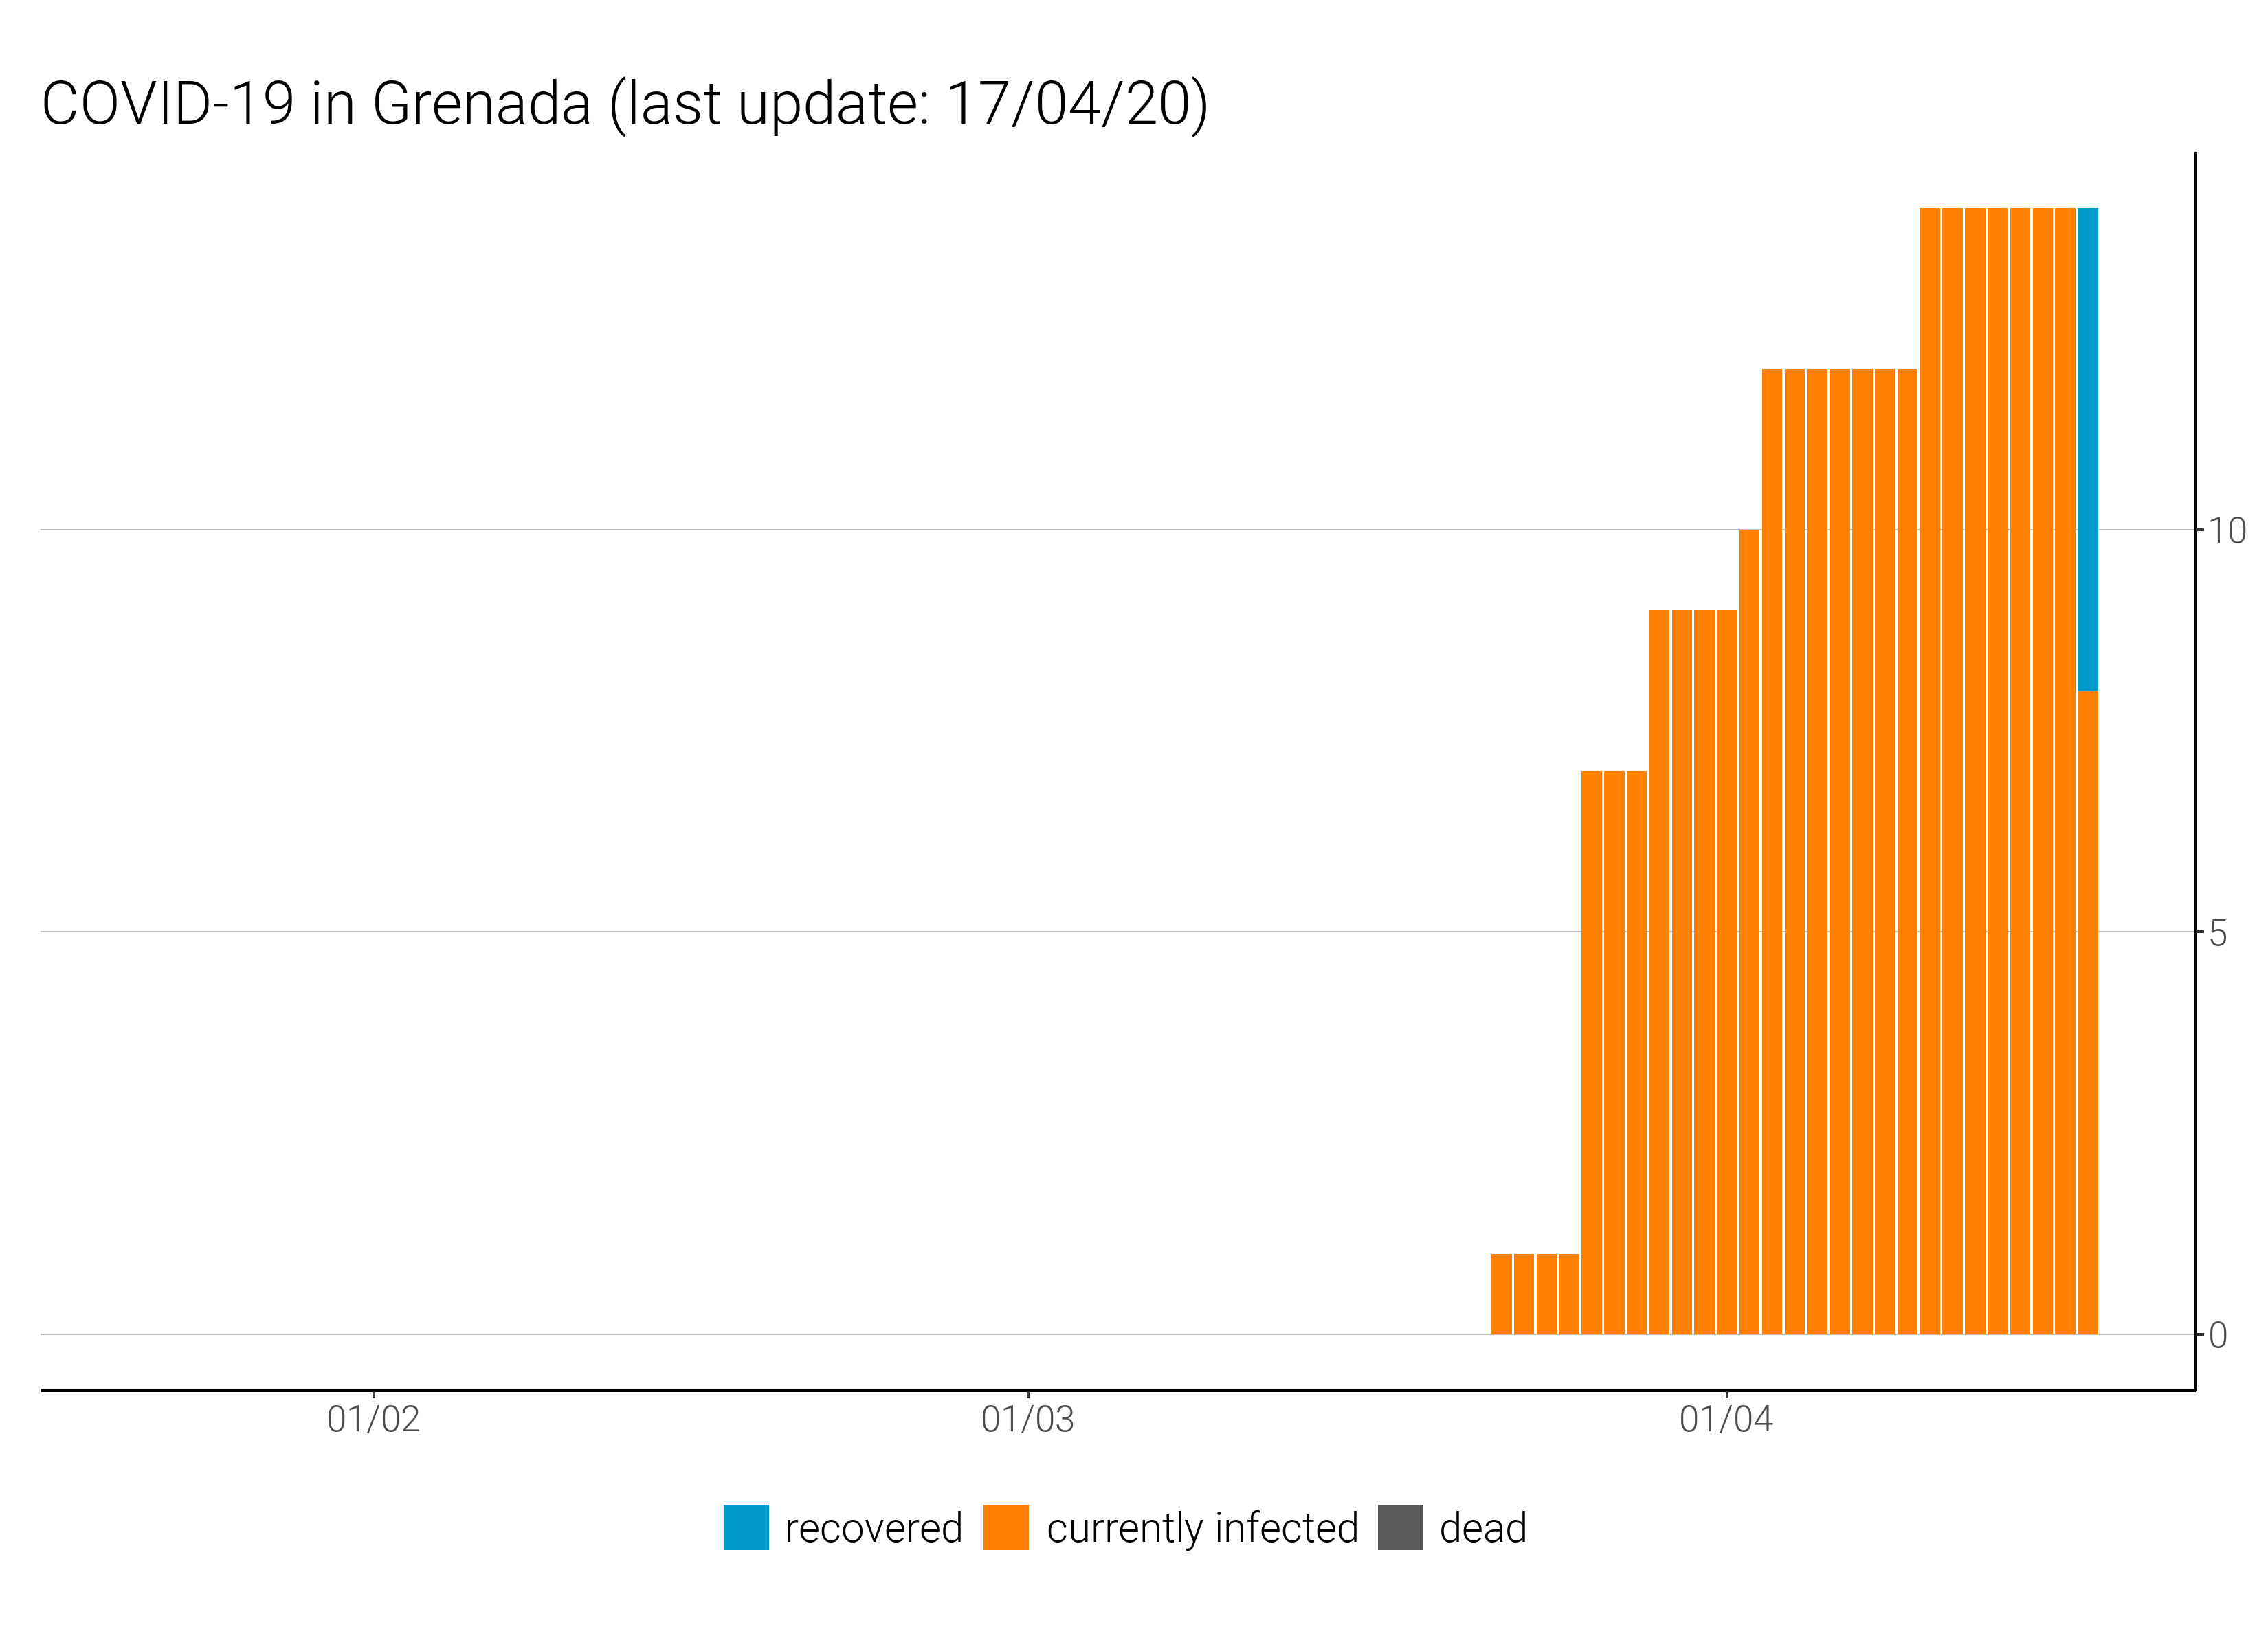 COVID-19 in Grenada (last update: 17/04/20)
10
5
0
01/02 01/03 01/04
recovered currently infected dead